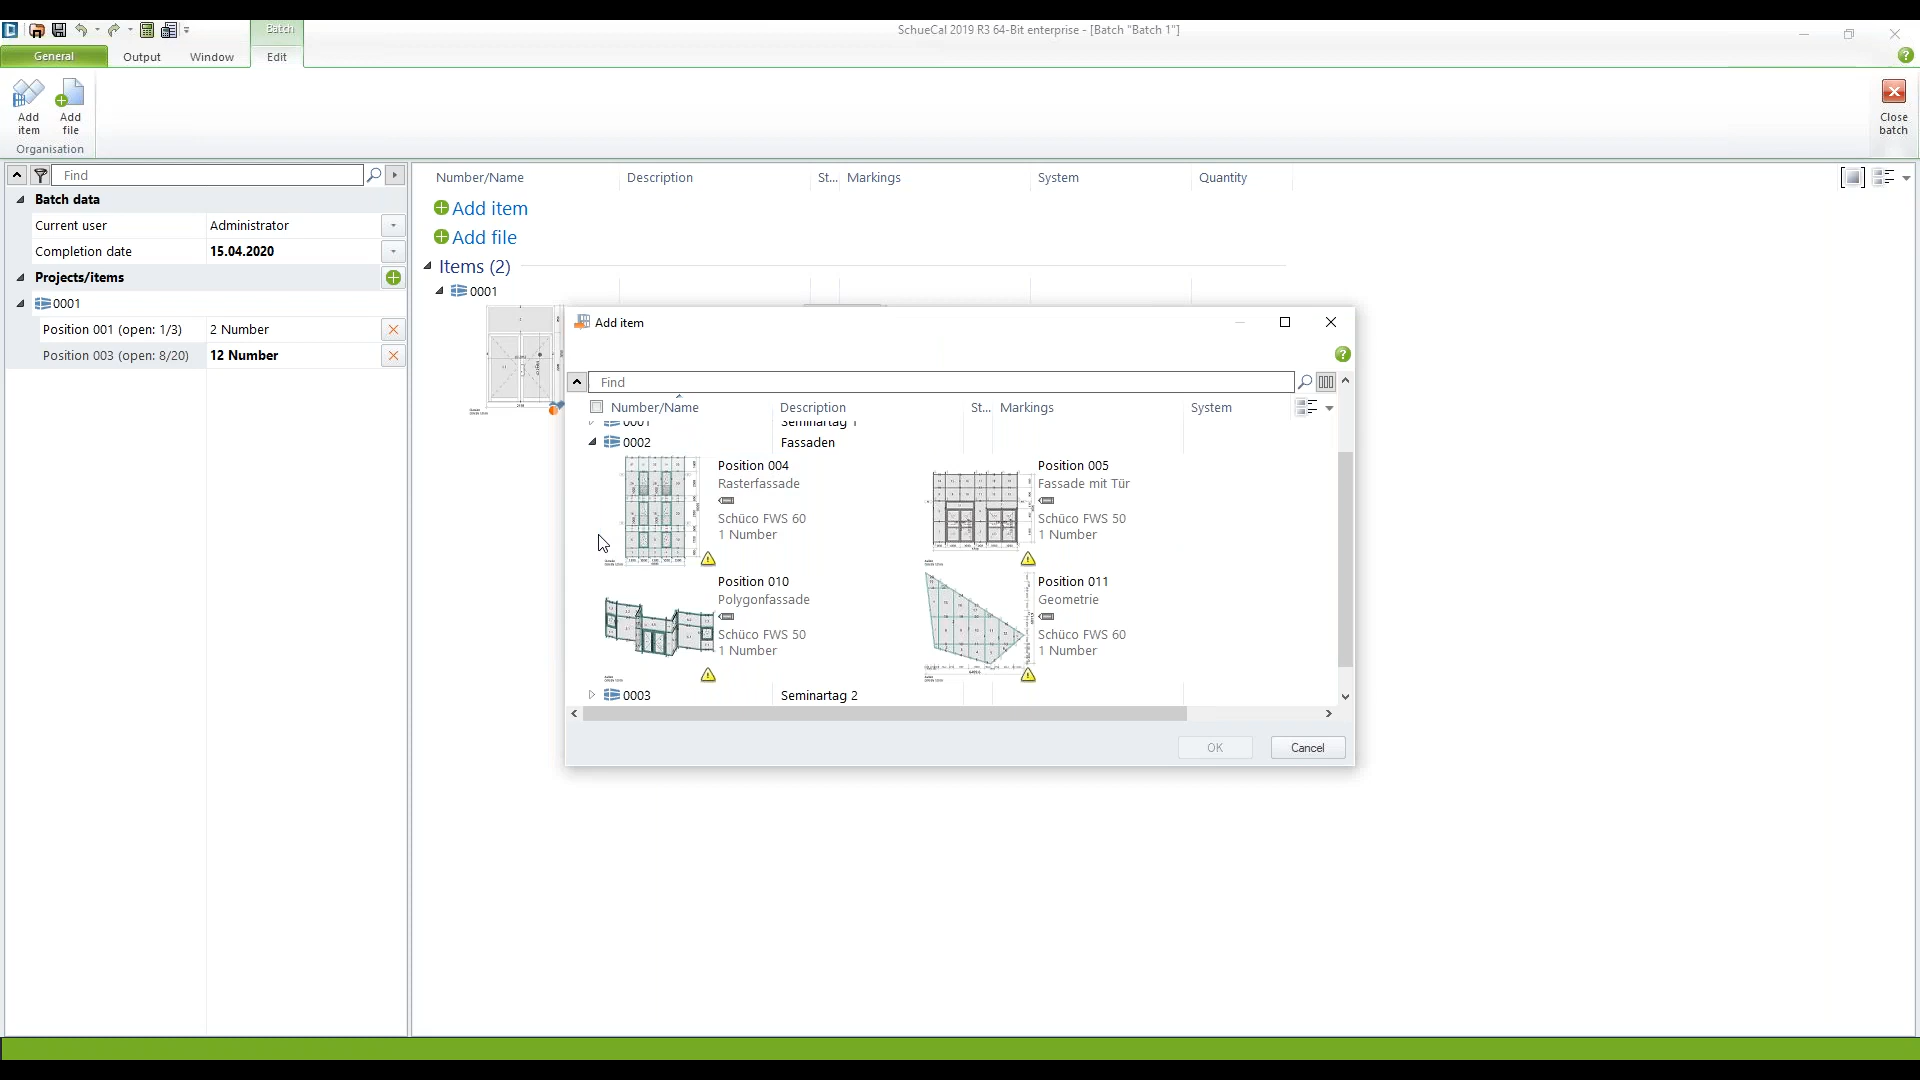 SchueCal 2019 R3 64-Bit enterprise - [Batch "Batch 1"]
Batch
General
Output
Window
Edit
Add
item
Add
file
Organisation
Close
batch
Find
Batch data
Current user Administrator
Completion date 15.04.2020
Projects/items
0001
Position 001 (open: 1/3) 2 Number
Position 003 (open: 8/20) 12 Number
Number/Name Description St... Markings System Quantity
Add item
Add file
Items (2)
0001
Add item
Find
Number/Name Description St... Markings System
0001 Seminartag 1
0002 Fassaden
Position 004
Rasterfassade
Schüco FWS 60
1 Number
Position 005
Fassade mit Tür
Schüco FWS 50
1 Number
Position 010
Polygonfassade
Schüco FWS 50
1 Number
Position 011
Geometrie
Schüco FWS 60
1 Number
0003 Seminartag 2
OK
Cancel